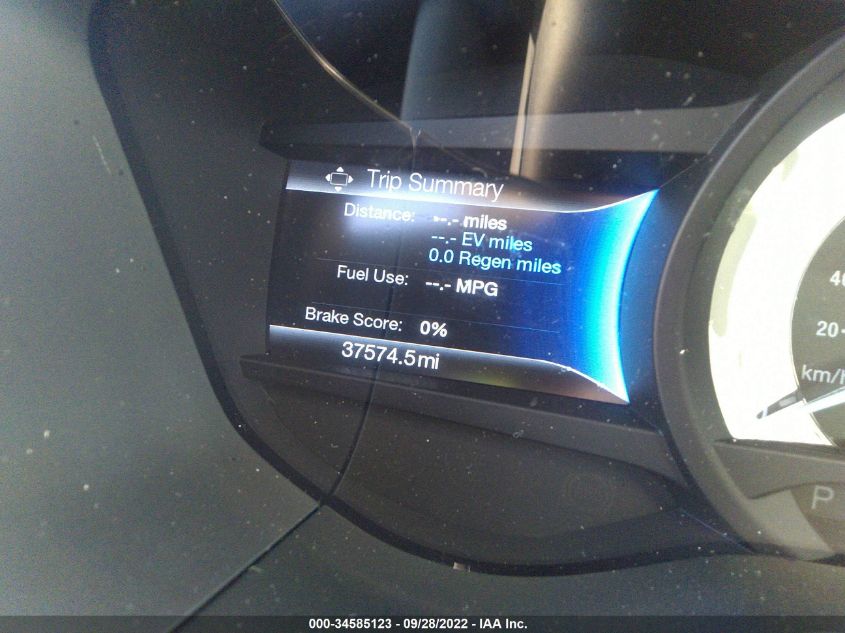 Trip Summary
Distance: --.- miles
--.- EV miles
0.0 Regen miles
Fuel Use: --.- MPG
Brake Score: 0%
37574.5mi
20
km/h
P
000-34585123 - 09/28/2022 - IAA Inc.